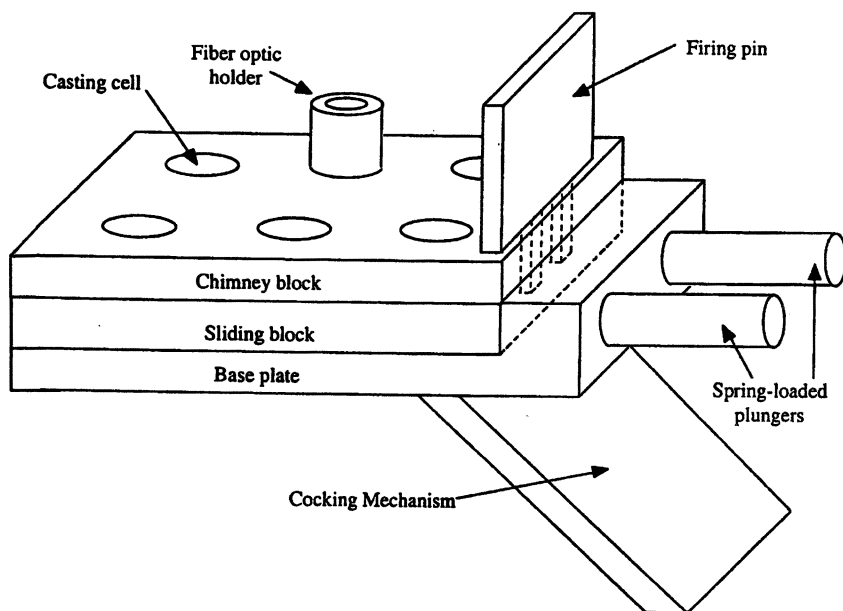 Fiber optic
holder
Firing pin
Casting cell
Chimney block
Sliding block
Base plate
Spring-loaded
plungers
Cocking Mechanism